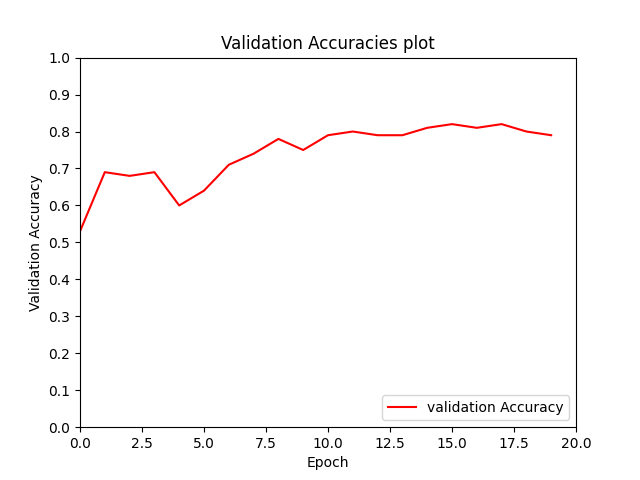 Validation Accuracies plot
1.0
0.9
0.8
0.7
0.6
0.5
0.4
0.3
0.2
0.1
0.0
Validation Accuracy
validation Accuracy
0.0 2.5 5.0 7.5 10.0 12.5 15.0 17.5 20.0
Epoch